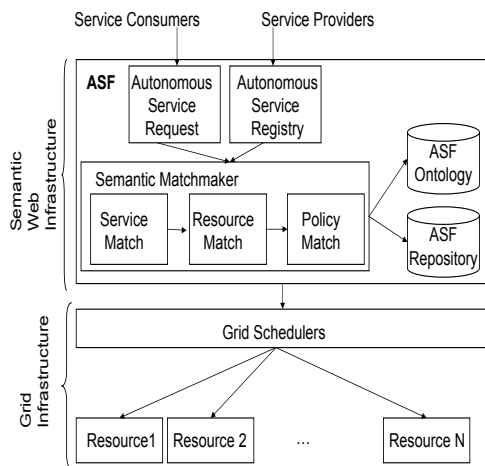 Service Consumers
Service Providers
ASF
Autonomous
Service
Request
Autonomous
Service
Registry
Semantic Matchmaker
Service
Match
Resource
Match
Policy
Match
ASF
Ontology
ASF
Repository
Semantic
Web
Infrastructure
Grid Schedulers
Grid
Infrastructure
Resource1
Resource 2
...
Resource N